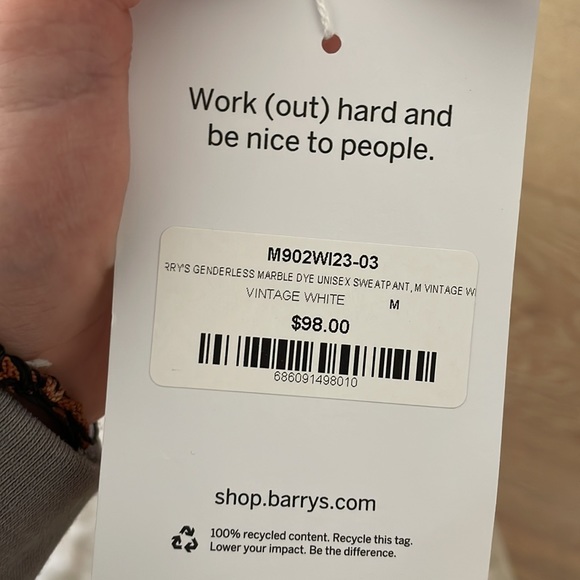 Work (out) hard and
be nice to people.
M902WI23-03
RRY'S GENDERLESS MARBLE DYE UNISEX SWEATPANT, M VINTAGE WI
VINTAGE WHITE M
$98.00
686091498010
shop.barrys.com
100% recycled content. Recycle this tag.
Lower your impact. Be the difference.